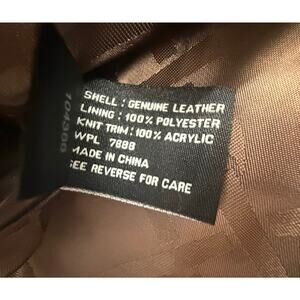 SHELL : GENUINE LEATHER
LINING : 100% POLYESTER
KNIT TRIM : 100% ACRYLIC
WPL 7888
MADE IN CHINA
SEE REVERSE FOR CARE